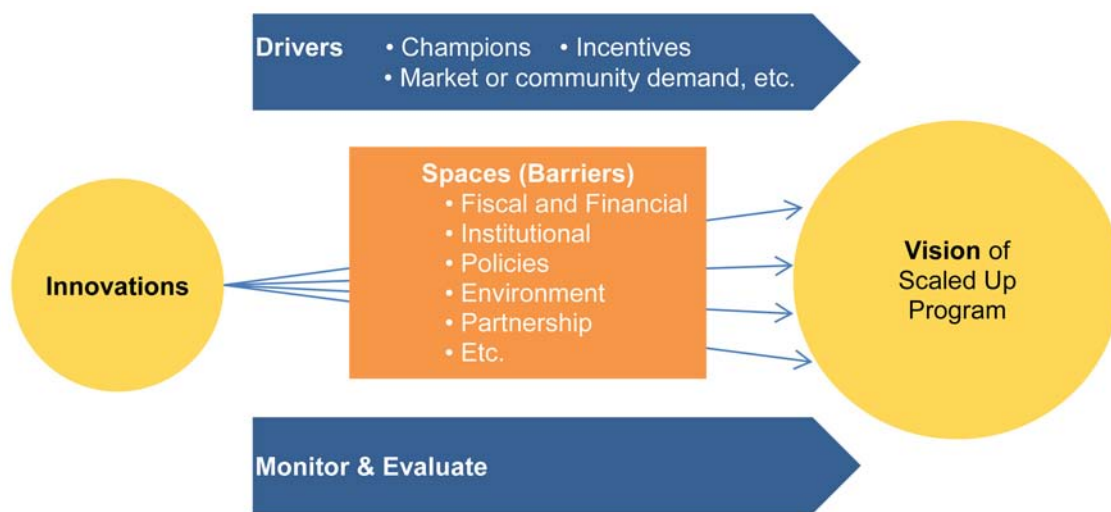 Drivers • Champions • Incentives
• Market or community demand, etc.
Spaces (Barriers)
• Fiscal and Financial
• Institutional
• Policies
• Environment
• Partnership
• Etc.
Innovations
Vision of
Scaled Up
Program
Monitor & Evaluate